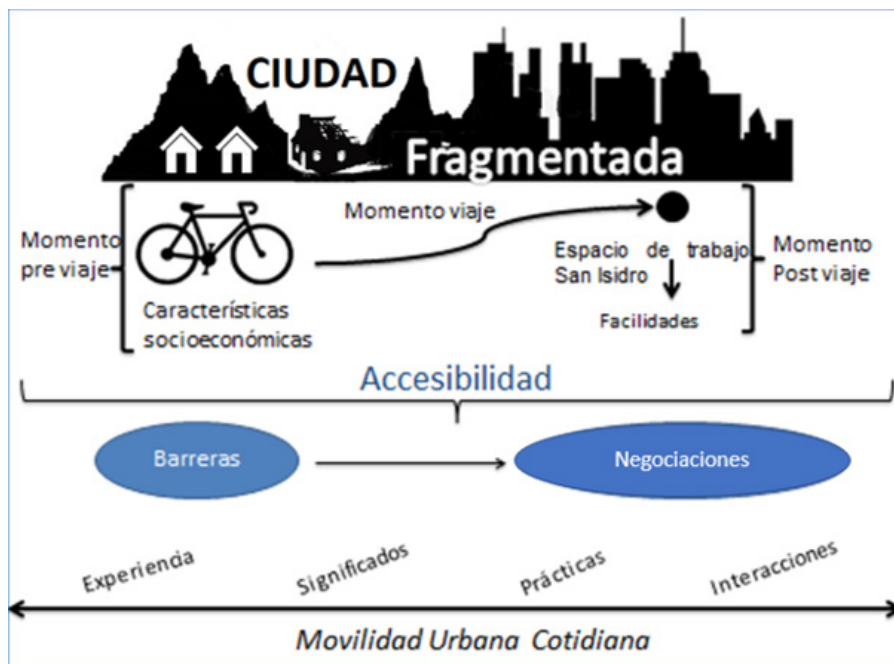 CIUDAD
Fragmentada
Momento
pre viaje
Momento viaje
Características
socioeconómicas
Espacio de trabajo
San Isidro
Facilidades
Momento
Post viaje
Accesibilidad
Barreras
Negociaciones
Experiencia
Significados
Prácticas
Interacciones
Movilidad Urbana Cotidiana